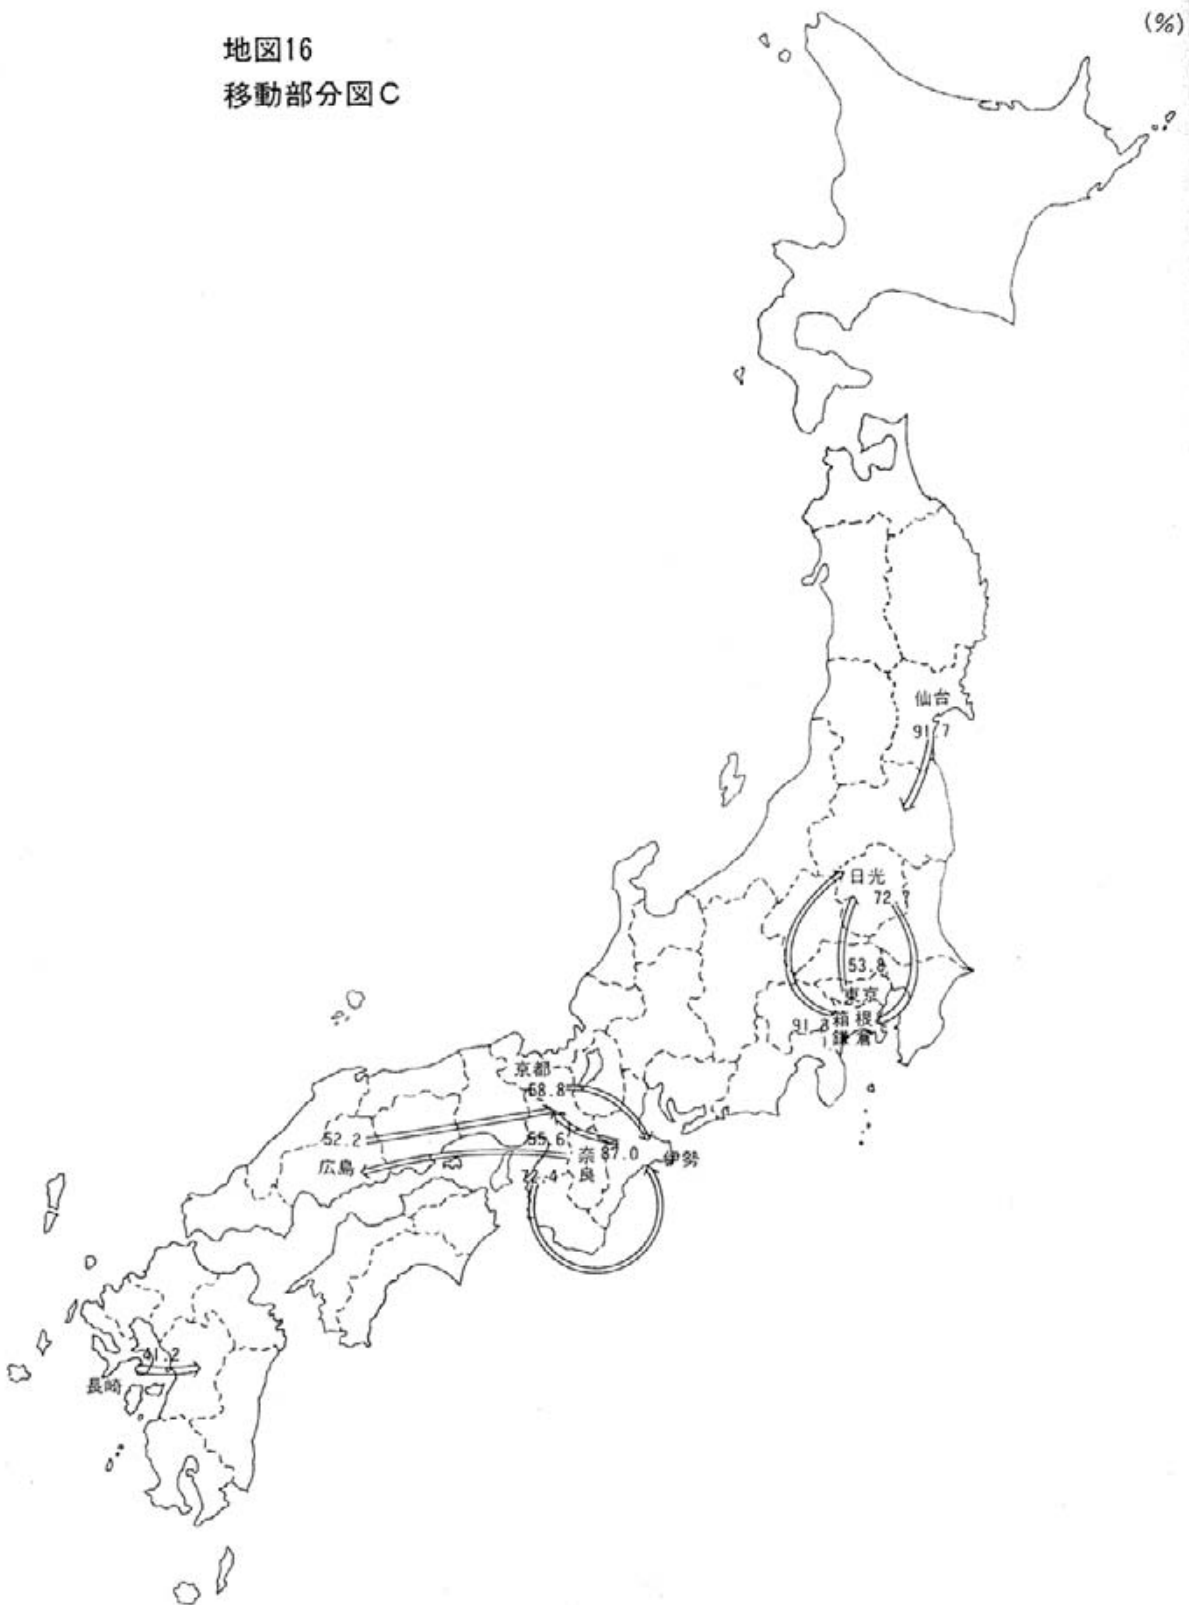 (%)
地図16
移動部分図C
仙台
91.7
日光
72.7
53.8
東京
箱根
鎌倉
91.3
京都
68.8
52.2
広島
55.6
奈良
87.0
伊勢
72.4
41.2
長崎